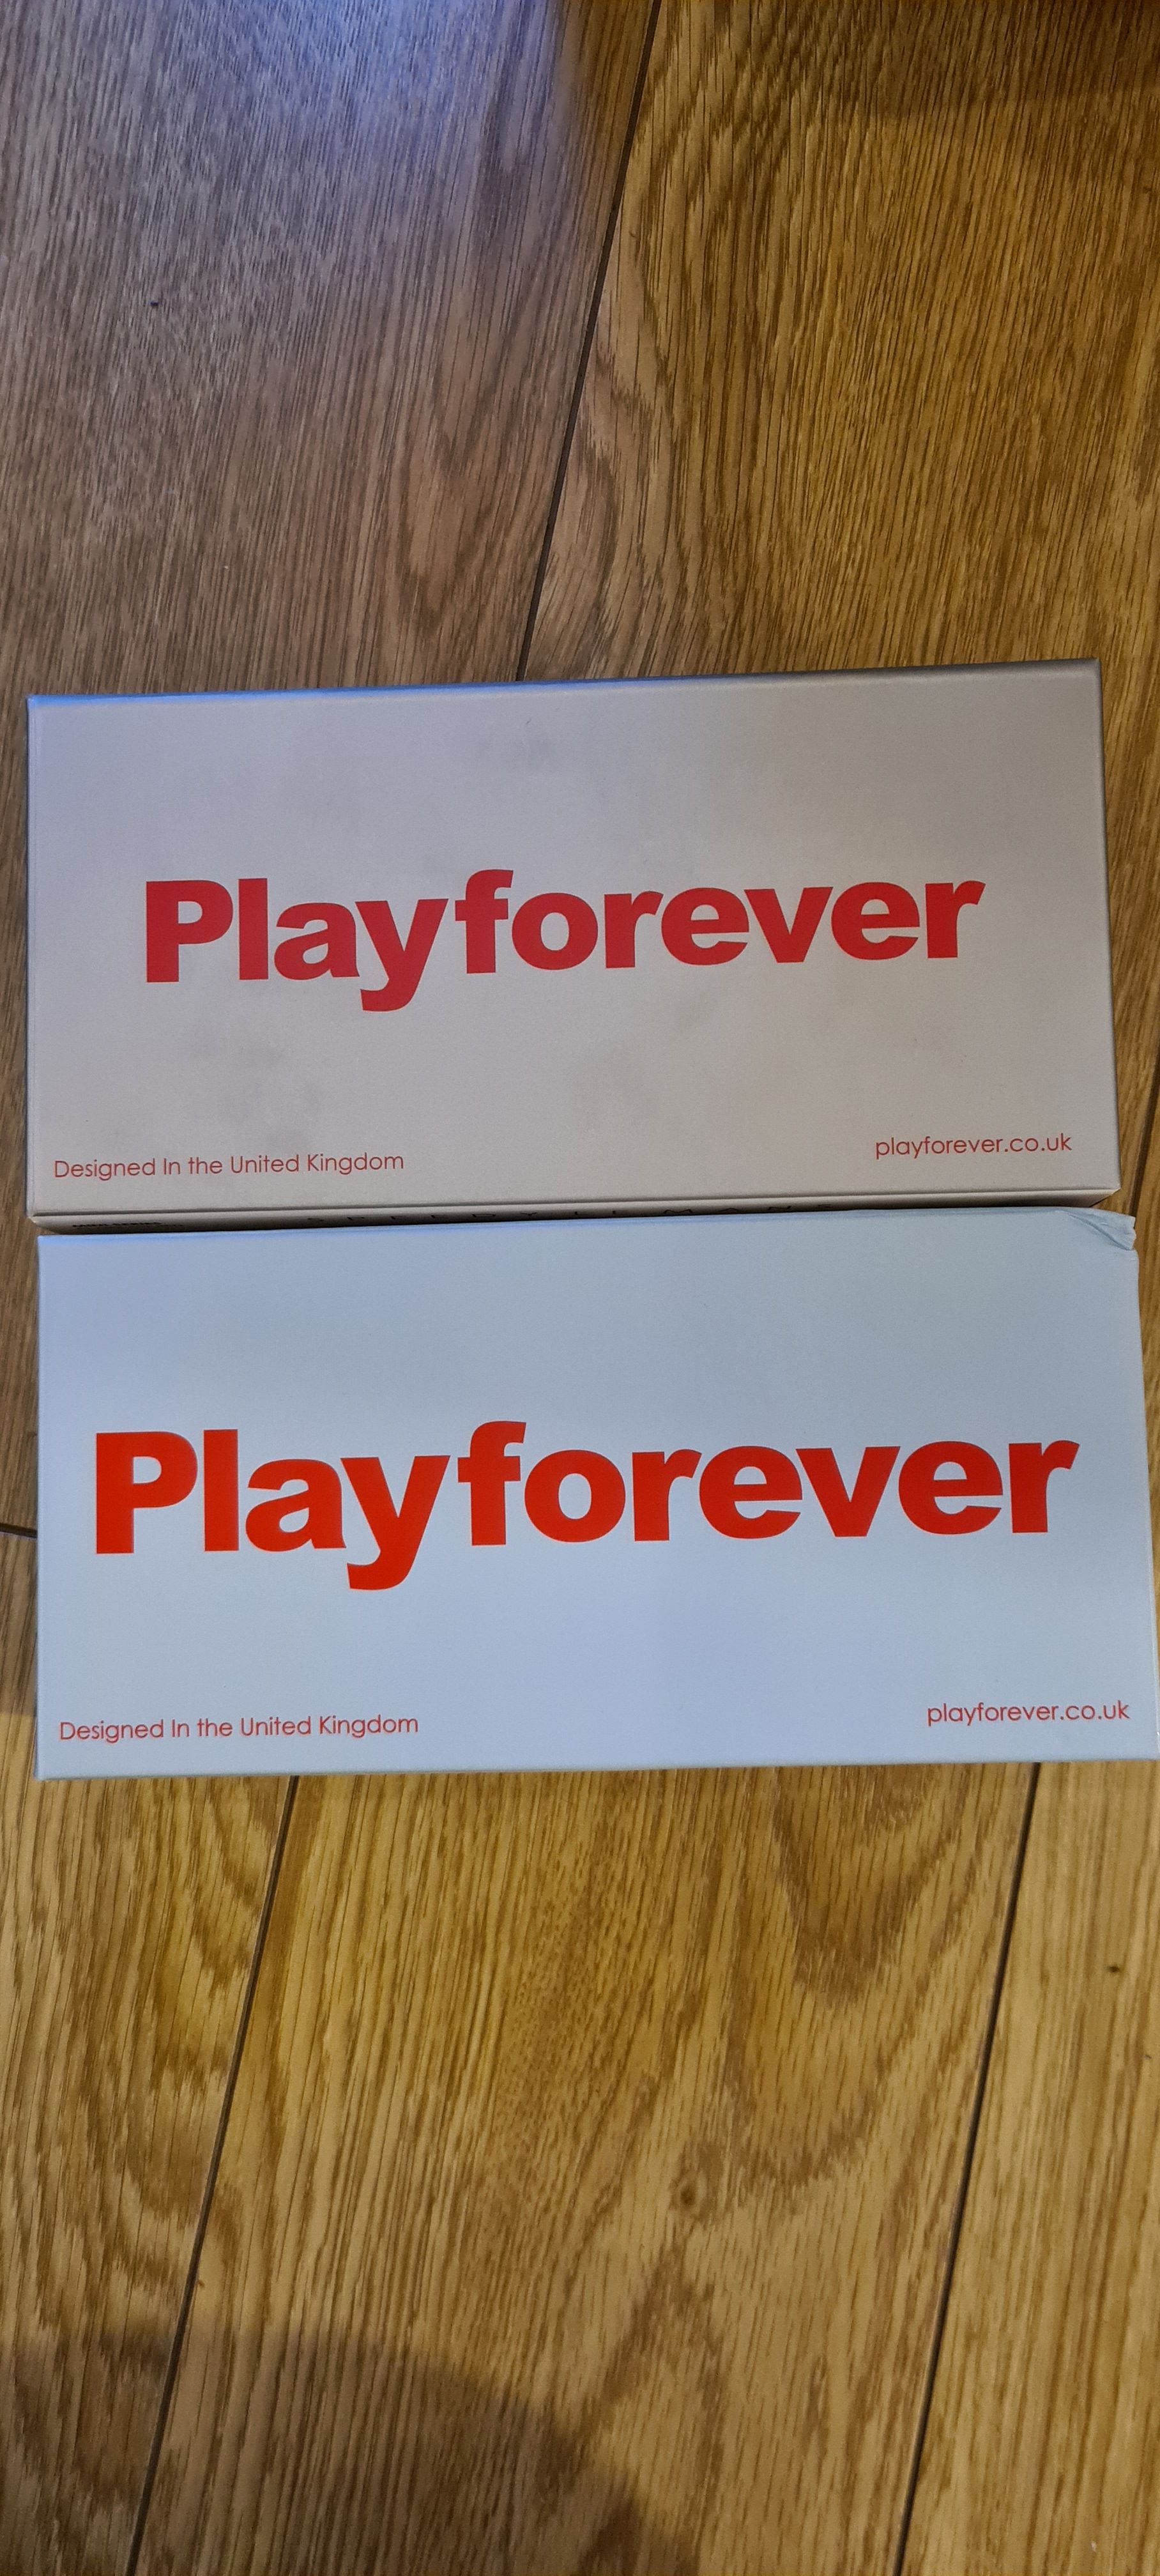 Playforever
Designed In the United Kingdom
playforever.co.uk
Playforever
Designed In the United Kingdom
playforever.co.uk